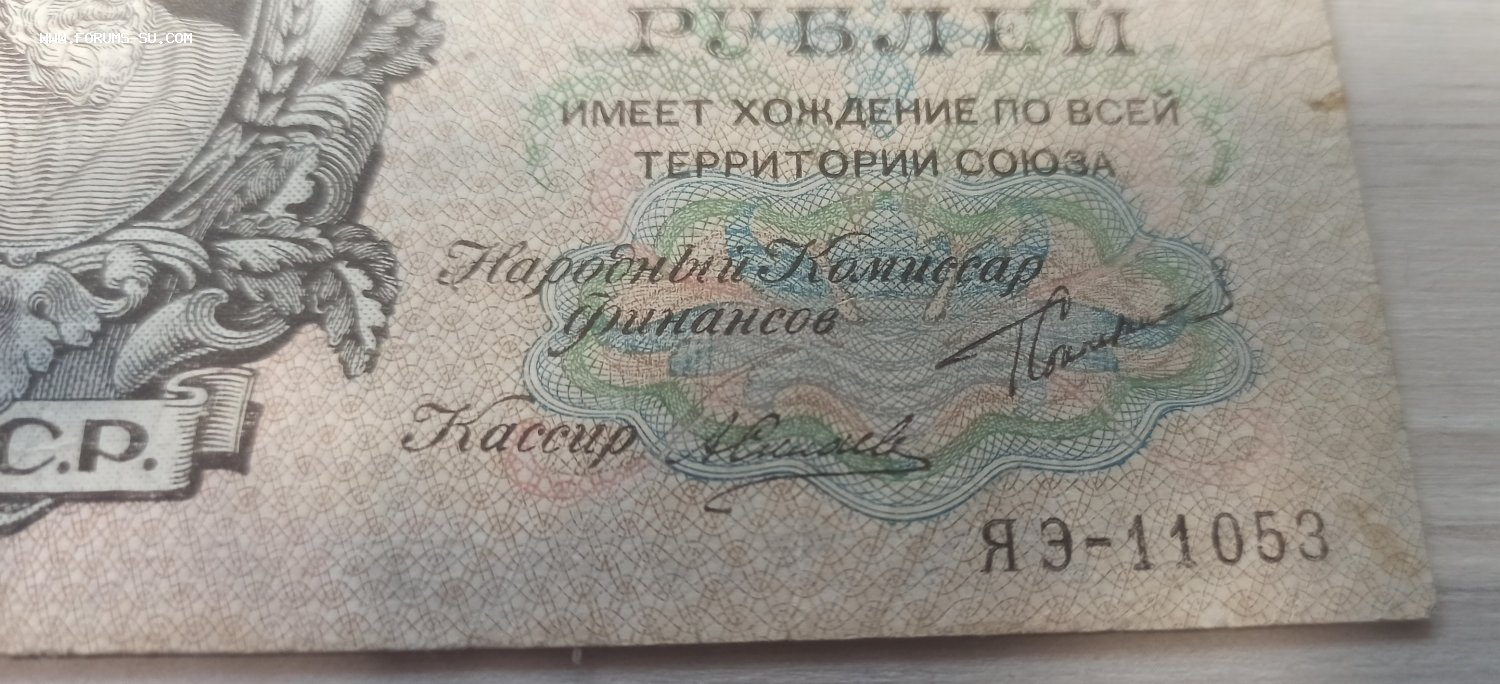 WWW.FORUMS-SU.COM
РУБЛЕЙ
ИМЕЕТ ХОЖДЕНИЕ ПО ВСЕЙ
ТЕРРИТОРИИ СОЮЗА
Народный Комиссар
Финансов
Кассир
С.Р.
ЯЭ-11053